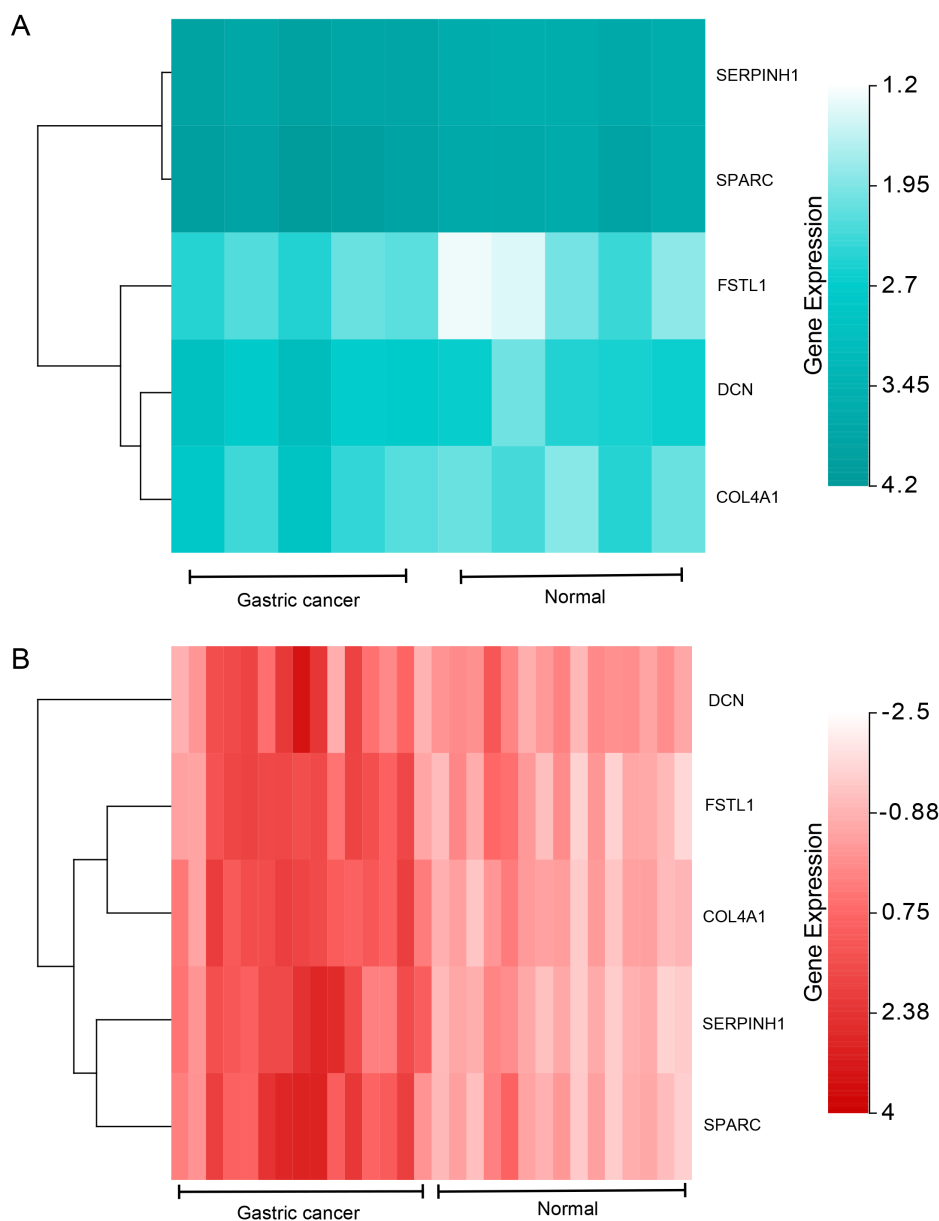 A
SERPINH1
SPARC
FSTL1
DCN
COL4A1
Gene Expression
1.2
1.95
2.7
3.45
4.2
Gastric cancer
Normal
B
DCN
FSTL1
COL4A1
SERPINH1
SPARC
Gene Expression
-2.5
-0.88
0.75
2.38
4
Gastric cancer
Normal